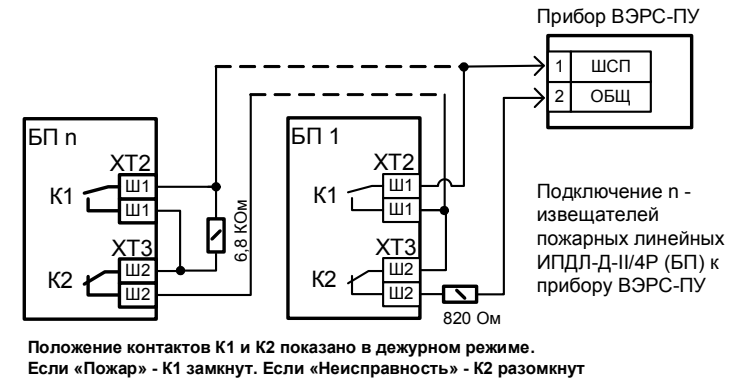 Прибор ВЭРС-ПУ
1 ШСП
2 ОБЩ
БП n
ХТ2
К1
Ш1
Ш1
6,8 КОм
ХТ3
К2
Ш2
Ш2
БП 1
ХТ2
К1
Ш1
Ш1
ХТ3
К2
Ш2
Ш2
820 Ом
Подключение n -
извещателей
пожарных линейных
ИПДЛ-Д-II/4Р (БП) к
прибору ВЭРС-ПУ
Положение контактов К1 и К2 показано в дежурном режиме.
Если «Пожар» - К1 замкнут. Если «Неисправность» - К2 разомкнут